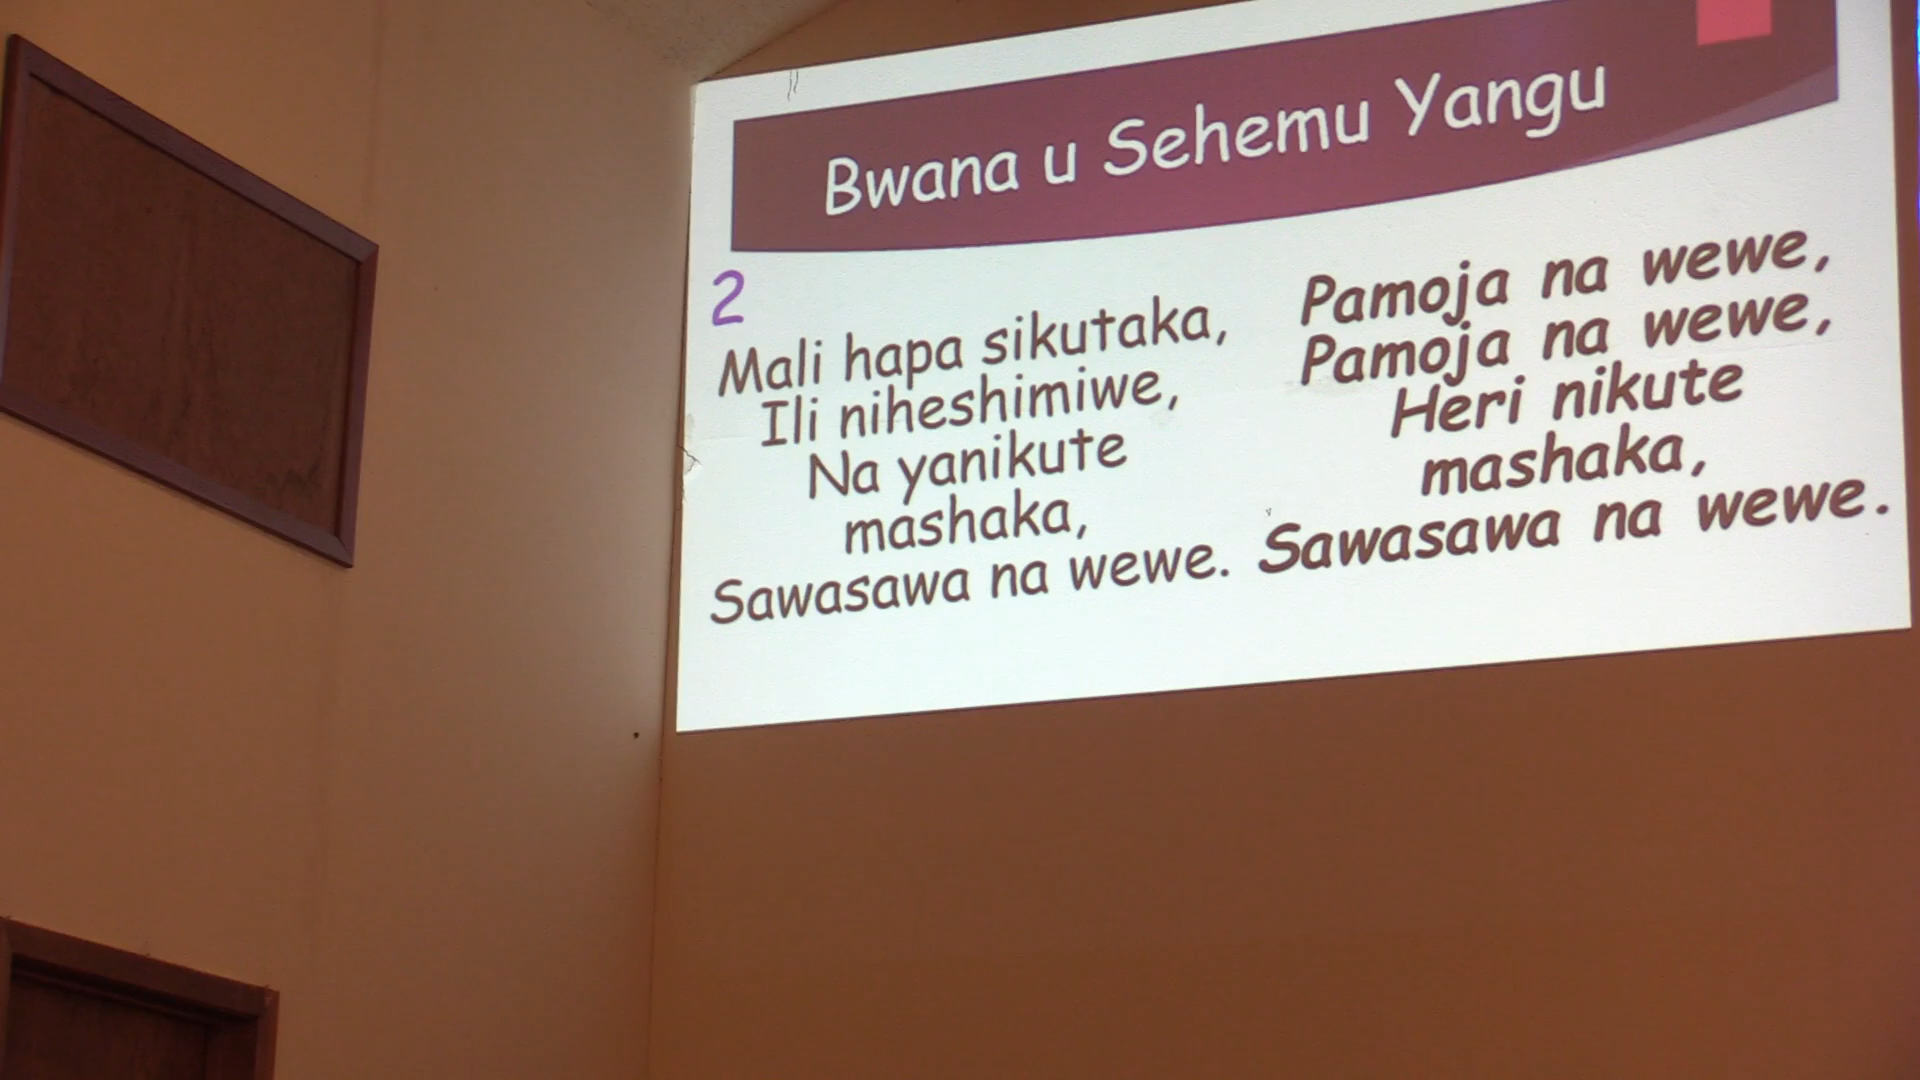 Bwana u Sehemu Yangu
2
Mali hapa sikutaka,
Ili niheshimiwe,
Na yanikute
mashaka,
Sawasawa na wewe.
Pamoja na wewe,
Pamoja na wewe,
Heri nikute
mashaka,
Sawasawa na wewe.